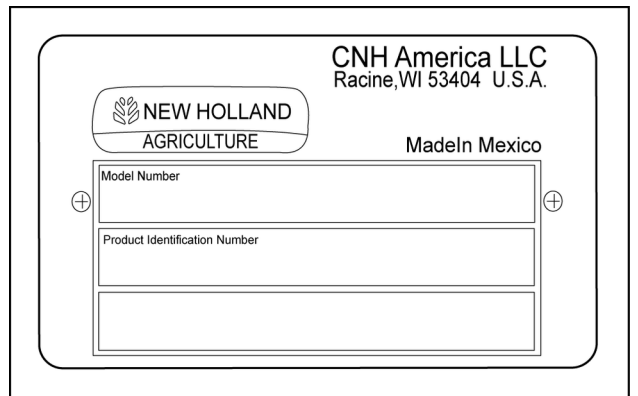 CNH America LLC
Racine,WI 53404 U.S.A.
NEW HOLLAND
AGRICULTURE
MadeIn Mexico
Model Number
Product Identification Number